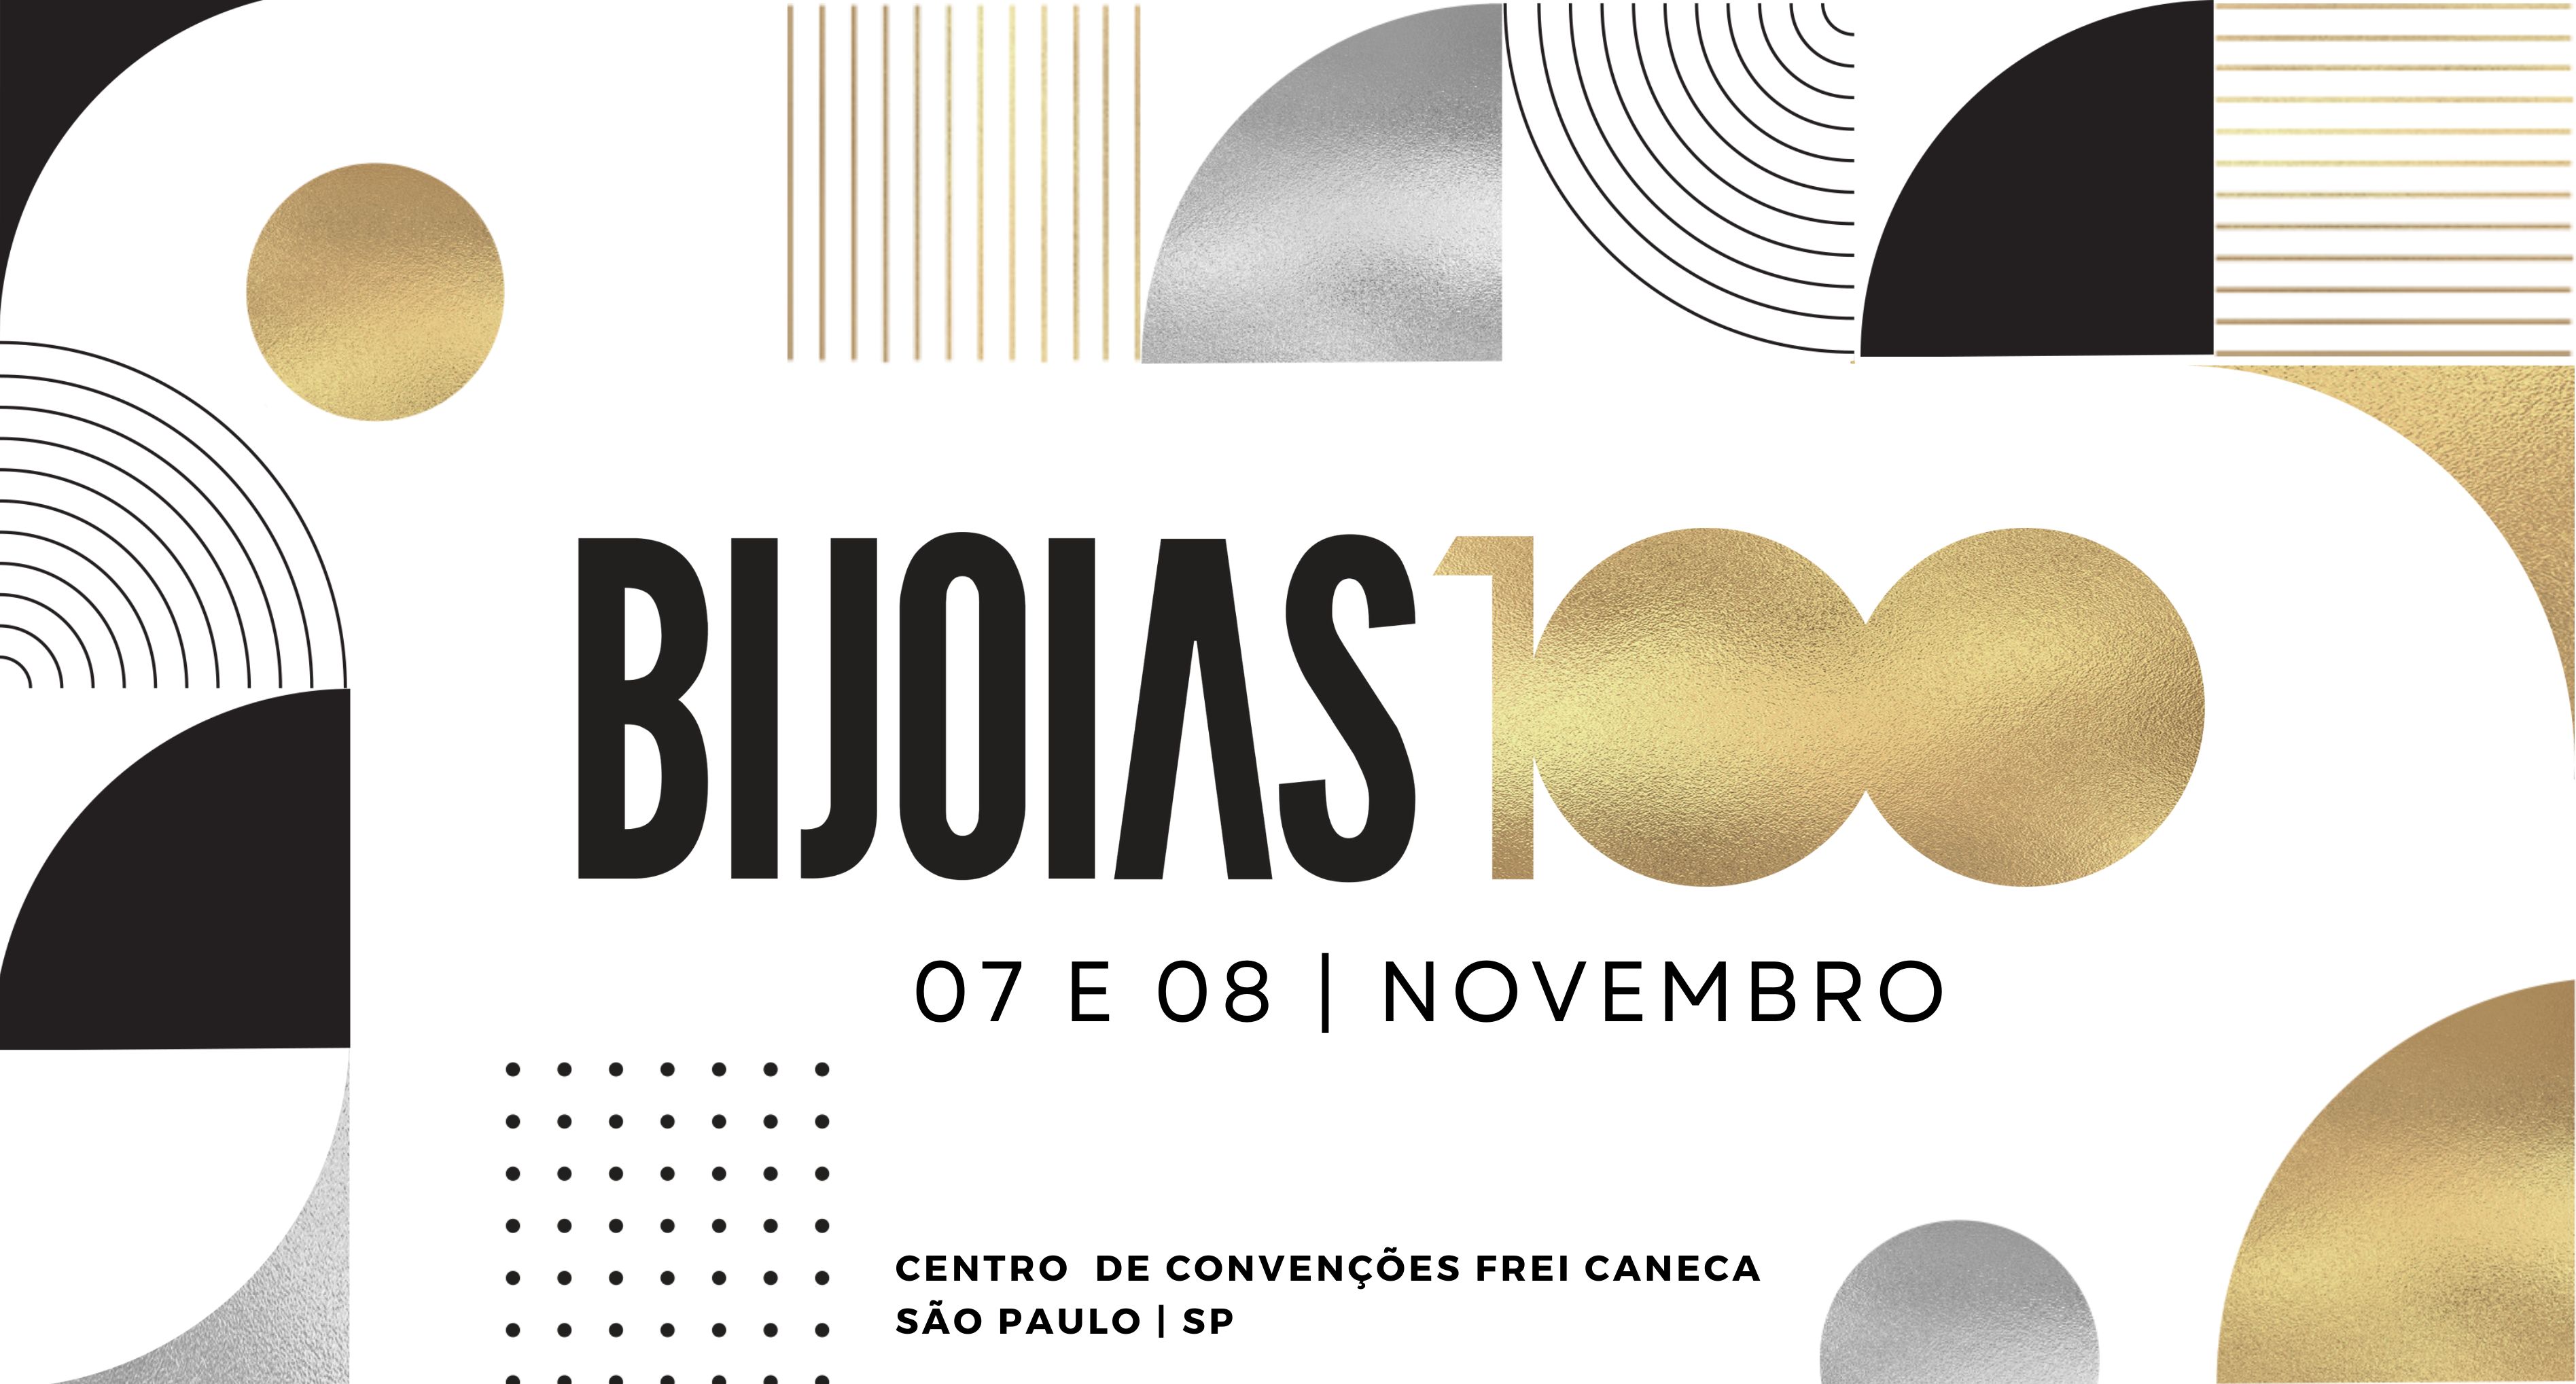 BIJOIAS100
07 E 08 | NOVEMBRO
CENTRO DE CONVENÇÕES FREI CANECA
SÃO PAULO | SP